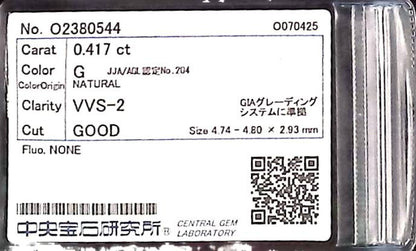 No. O2380544 O070425
Carat 0.417 ct
Color G JJA/AGL認定No.204
ColorOrigin NATURAL
Clarity VVS-2 GIAグレーディング
システムに準拠
Cut GOOD Size 4.74 - 4.80 × 2.93 mm
Fluo. NONE
中央宝石研究所® CENTRAL GEM
LABORATORY